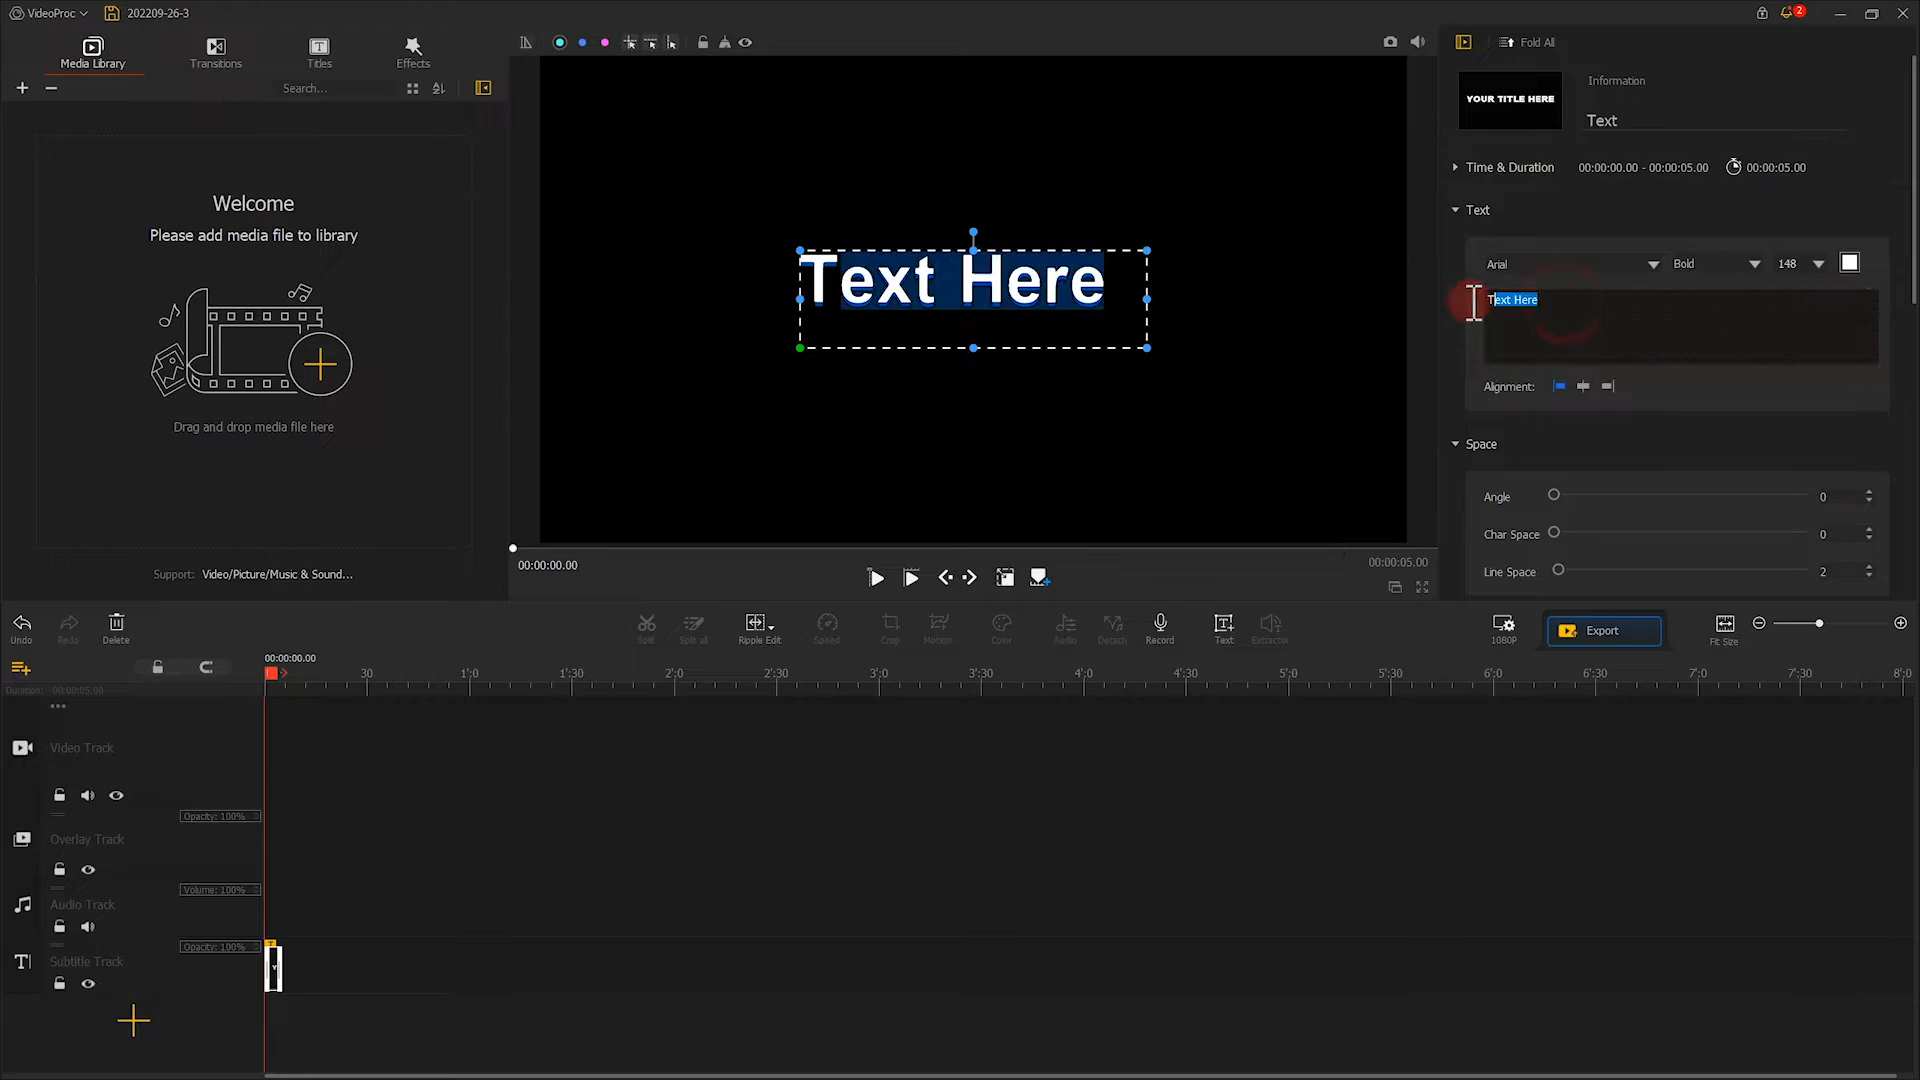 VideoProc
202209-26-3
2
Media Library
Transitions
Titles
Effects
Search...
Welcome
Please add media file to library
Drag and drop media file here
Support: Video/Picture/Music & Sound...
Text Here
00:00:00.00
00:00:05.00
Fold All
YOUR TITLE HERE
Information
Text
Time & Duration
00:00:00.00 - 00:00:05.00
00:00:05.00
Text
Arial
Bold
148
Text Here
Alignment:
Space
Angle
0
Char Space
0
Line Space
2
Undo
Redo
Delete
Split
Split all
Ripple Edit
Speed
Crop
Motion
Color
Audio
Detach
Record
Text
Extractor
1080P
Export
Fit Size
00:00:00.00
30
1'0
1'30
2'0
2'30
3'0
3'30
4'0
4'30
5'0
5'30
6'0
6'30
7'0
7'30
8'0
Duration: 00:00:05.00
Video Track
Opacity: 100%
Overlay Track
Volume: 100%
Audio Track
Opacity: 100%
Subtitle Track